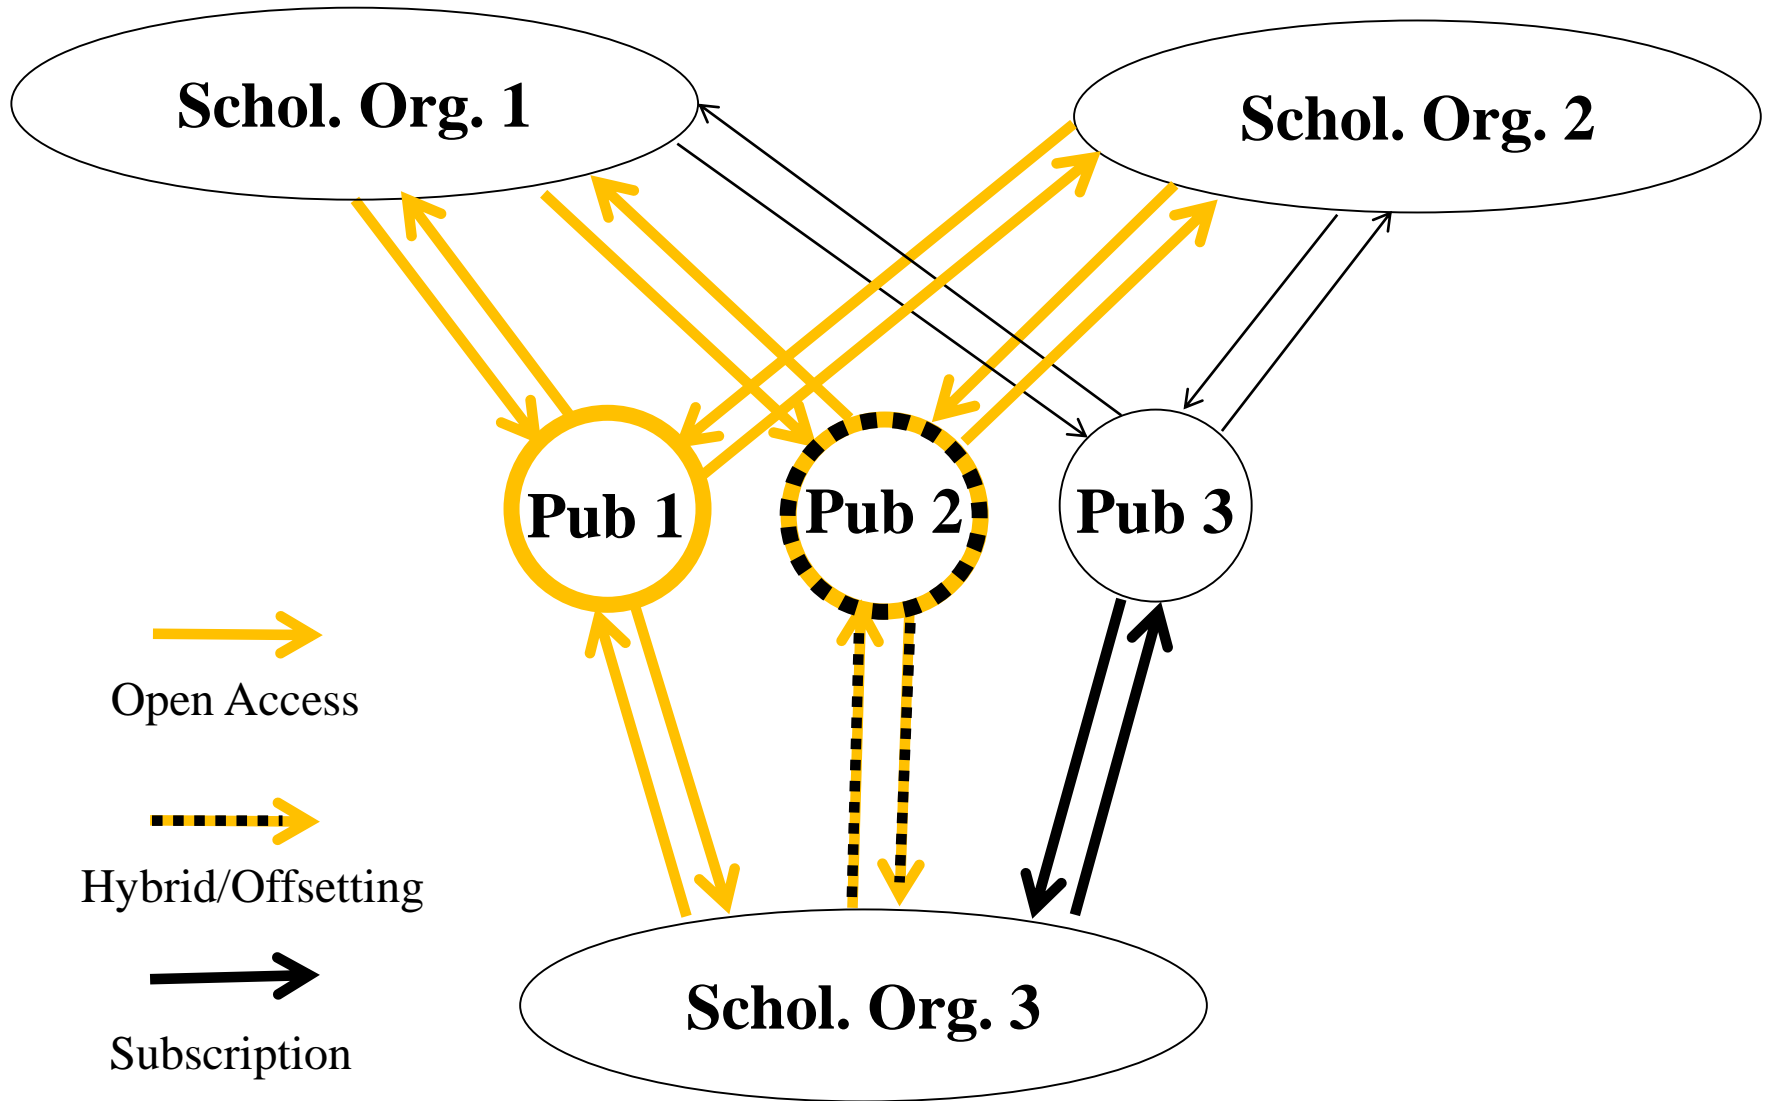 Schol. Org. 1
Schol. Org. 2
Pub 1
Pub 2
Pub 3
Open Access
Hybrid/Offsetting
Schol. Org. 3
Subscription